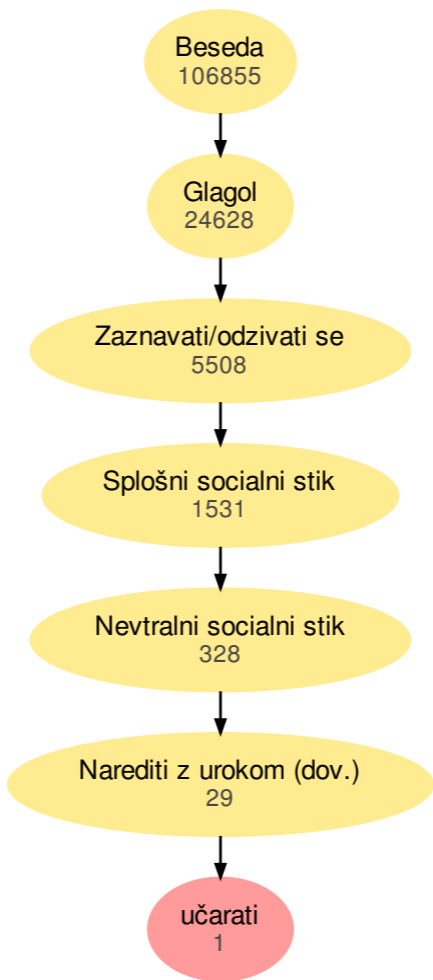 Beseda
106855
Glagol
24628
Zaznavati/odzivati se
5508
Splošni socialni stik
1531
Nevtralni socialni stik
328
Narediti z urokom (dov.)
29
učarati
1